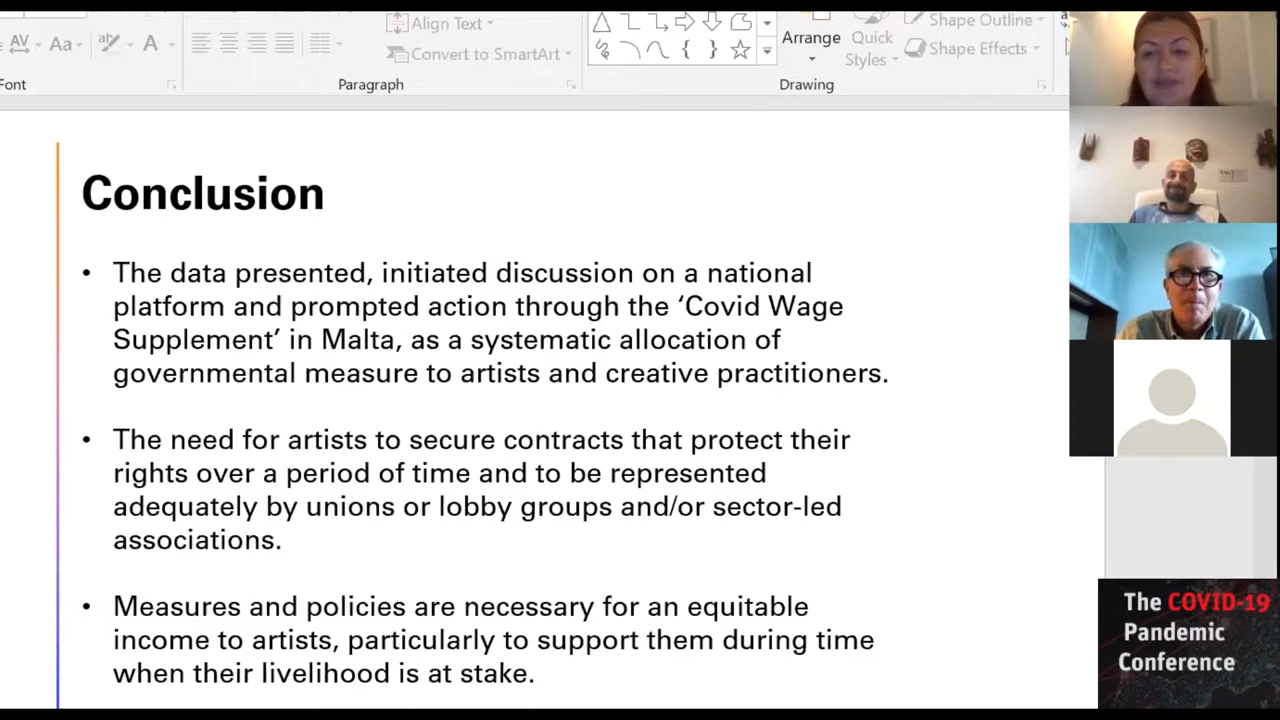 Align Text
Shape Outline
AV
Aa
A
Convert to SmartArt
Arrange
Quick
Styles
Shape Effects
Font
Paragraph
Drawing
Conclusion
• The data presented, initiated discussion on a national
platform and prompted action through the ‘Covid Wage
Supplement’ in Malta, as a systematic allocation of
governmental measure to artists and creative practitioners.
• The need for artists to secure contracts that protect their
rights over a period of time and to be represented
adequately by unions or lobby groups and/or sector-led
associations.
• Measures and policies are necessary for an equitable
income to artists, particularly to support them during time
when their livelihood is at stake.
The COVID-19
Pandemic
Conference